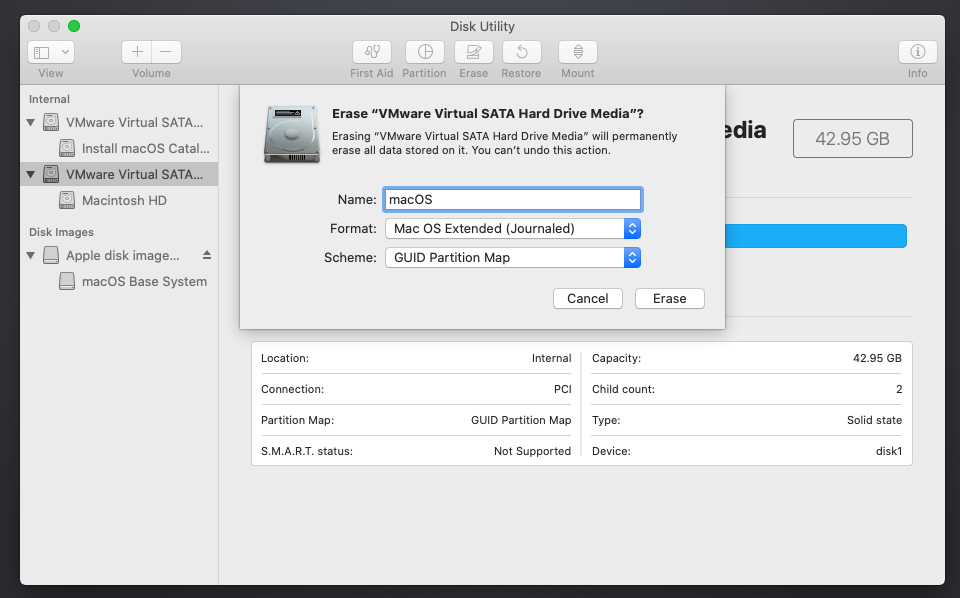 Disk Utility
View
Volume
First Aid
Partition
Erase
Restore
Mount
Info
Internal
VMware Virtual SATA...
Install macOS Catal...
VMware Virtual SATA...
Macintosh HD
Disk Images
Apple disk image...
macOS Base System
Erase “VMware Virtual SATA Hard Drive Media”?
Erasing “VMware Virtual SATA Hard Drive Media” will permanently
erase all data stored on it. You can’t undo this action.
Name: macOS
Format: Mac OS Extended (Journaled)
Scheme: GUID Partition Map
Cancel
Erase
edia
42.95 GB
Location: Internal
Connection: PCI
Partition Map: GUID Partition Map
S.M.A.R.T. status: Not Supported
Capacity: 42.95 GB
Child count: 2
Type: Solid state
Device: disk1